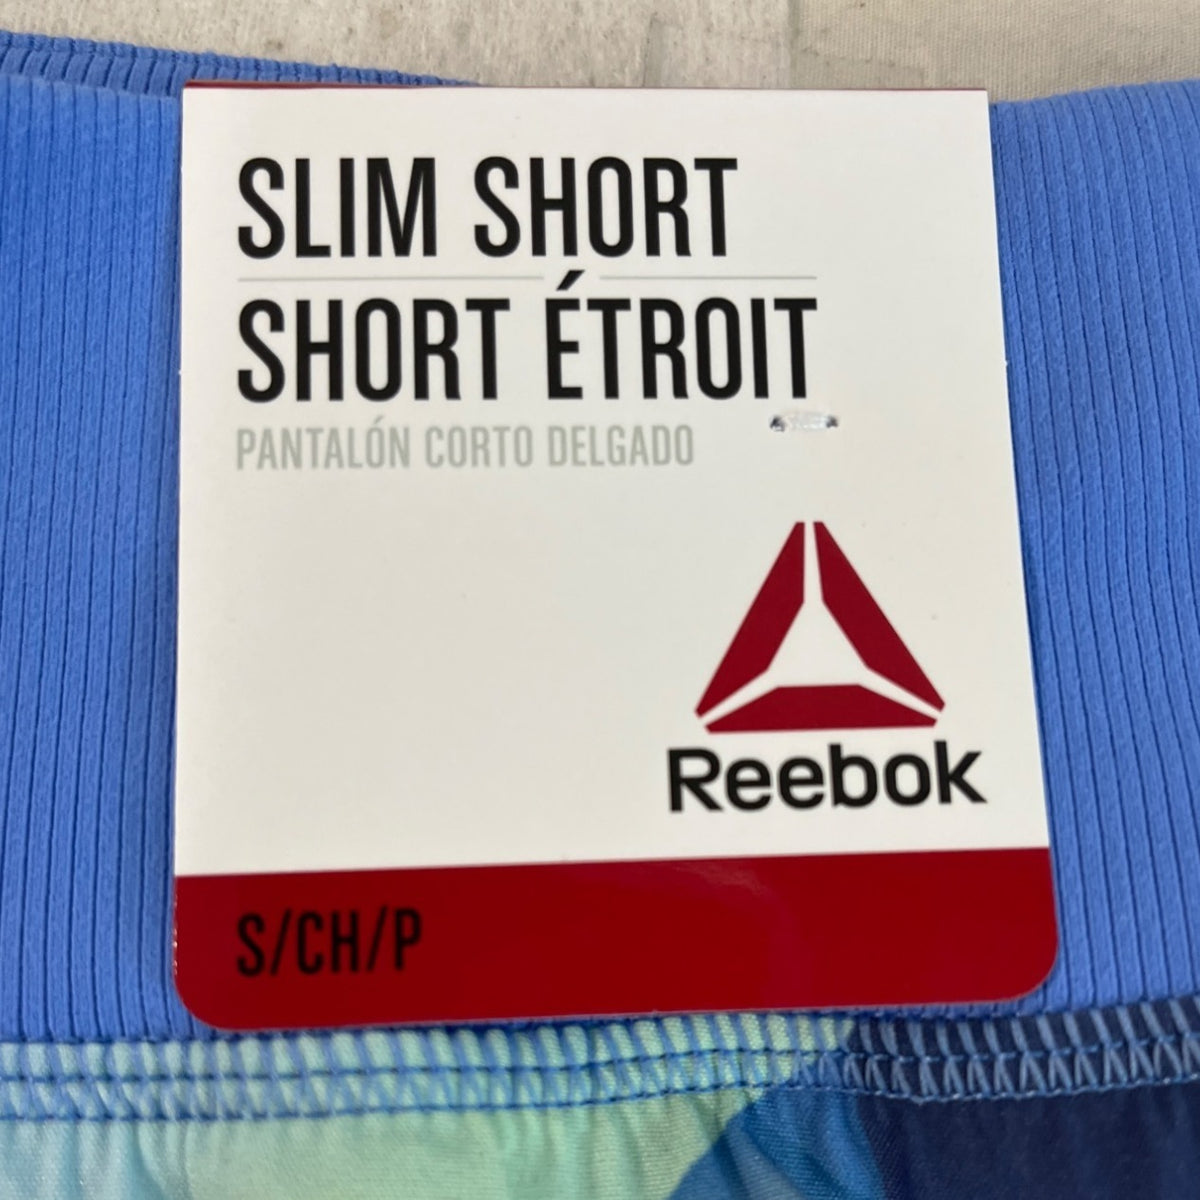 SLIM SHORT
SHORT ÉTROIT
PANTALÓN CORTO DELGADO
Reebok
S/CH/P